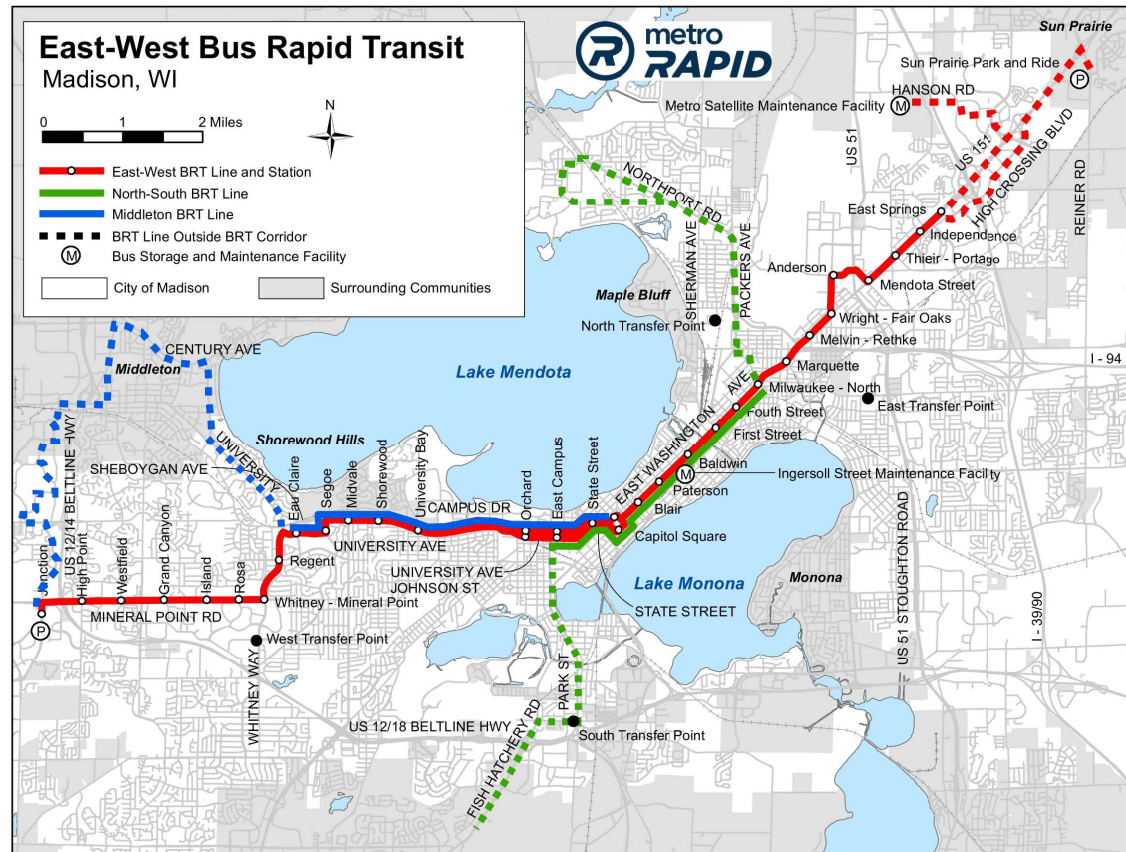 East-West Bus Rapid Transit
Madison, WI
N
0 1 2 Miles
East-West BRT Line and Station
North-South BRT Line
Middleton BRT Line
BRT Line Outside BRT Corridor
M Bus Storage and Maintenance Facility
City of Madison
Surrounding Communities
R metro
RAPID
Sun Prairie
Sun Prairie Park and Ride
P
HANSON RD
Metro Satellite Maintenance Facility M
US 51
US 151
HIGH CROSSING BLVD
REINER RD
NORTHPORT RD
SHERMAN AVE
PACKERS AVE
East Springs
Independence
Thieir - Portago
Anderson
Mendota Street
Maple Bluff
North Transfer Point
Wright - Fair Oaks
Melvin - Rethke
Marquette
I - 94
Milwaukee - North
East Transfer Point
Fouth Street
First Street
EAST WASHINGTON AVE
Baldwin
M Ingersoll Street Maintenance Facilty
Paterson
Blair
Capitol Square
Lake Mendota
CENTURY AVE
Middleton
Shorewood Hills
UNIVERSITY
SHEBOYGAN AVE
US 12/14 BELTLINE HWY
Eau Claire
Segoe
Midvale
Shorewood
University Bay
CAMPUS DR
Orchard
East Campus
State Street
UNIVERSITY AVE
UNIVERSITY AVE
JOHNSON ST
STATE STREET
Lake Monona
Monona
US 51 STOUGHTON ROAD
I - 39/90
Junction
High Point
Westfield
Grand Canyon
Island
Rosa
Regent
Whitney - Mineral Point
P
MINERAL POINT RD
West Transfer Point
WHITNEY WAY
PARK ST
US 12/18 BELTLINE HWY
South Transfer Point
FISH HATCHERY RD